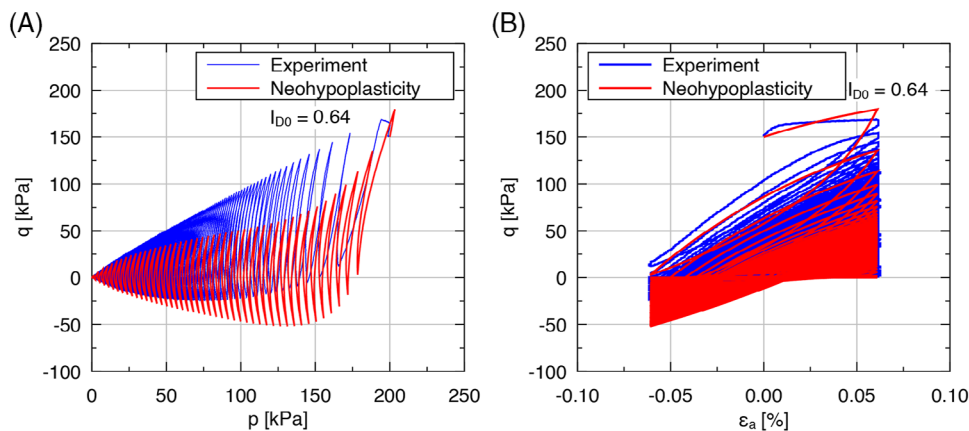 (A)
250
200
150
100
50
0
-50
-100
q [kPa]
Experiment
Neohypoplasticity
I_D0 = 0.64
0 50 100 150 200 250
p [kPa]
(B)
250
200
150
100
50
0
-50
-100
q [kPa]
Experiment
Neohypoplasticity
I_D0 = 0.64
-0.10 -0.05 0.00 0.05 0.10
ε_a [%]